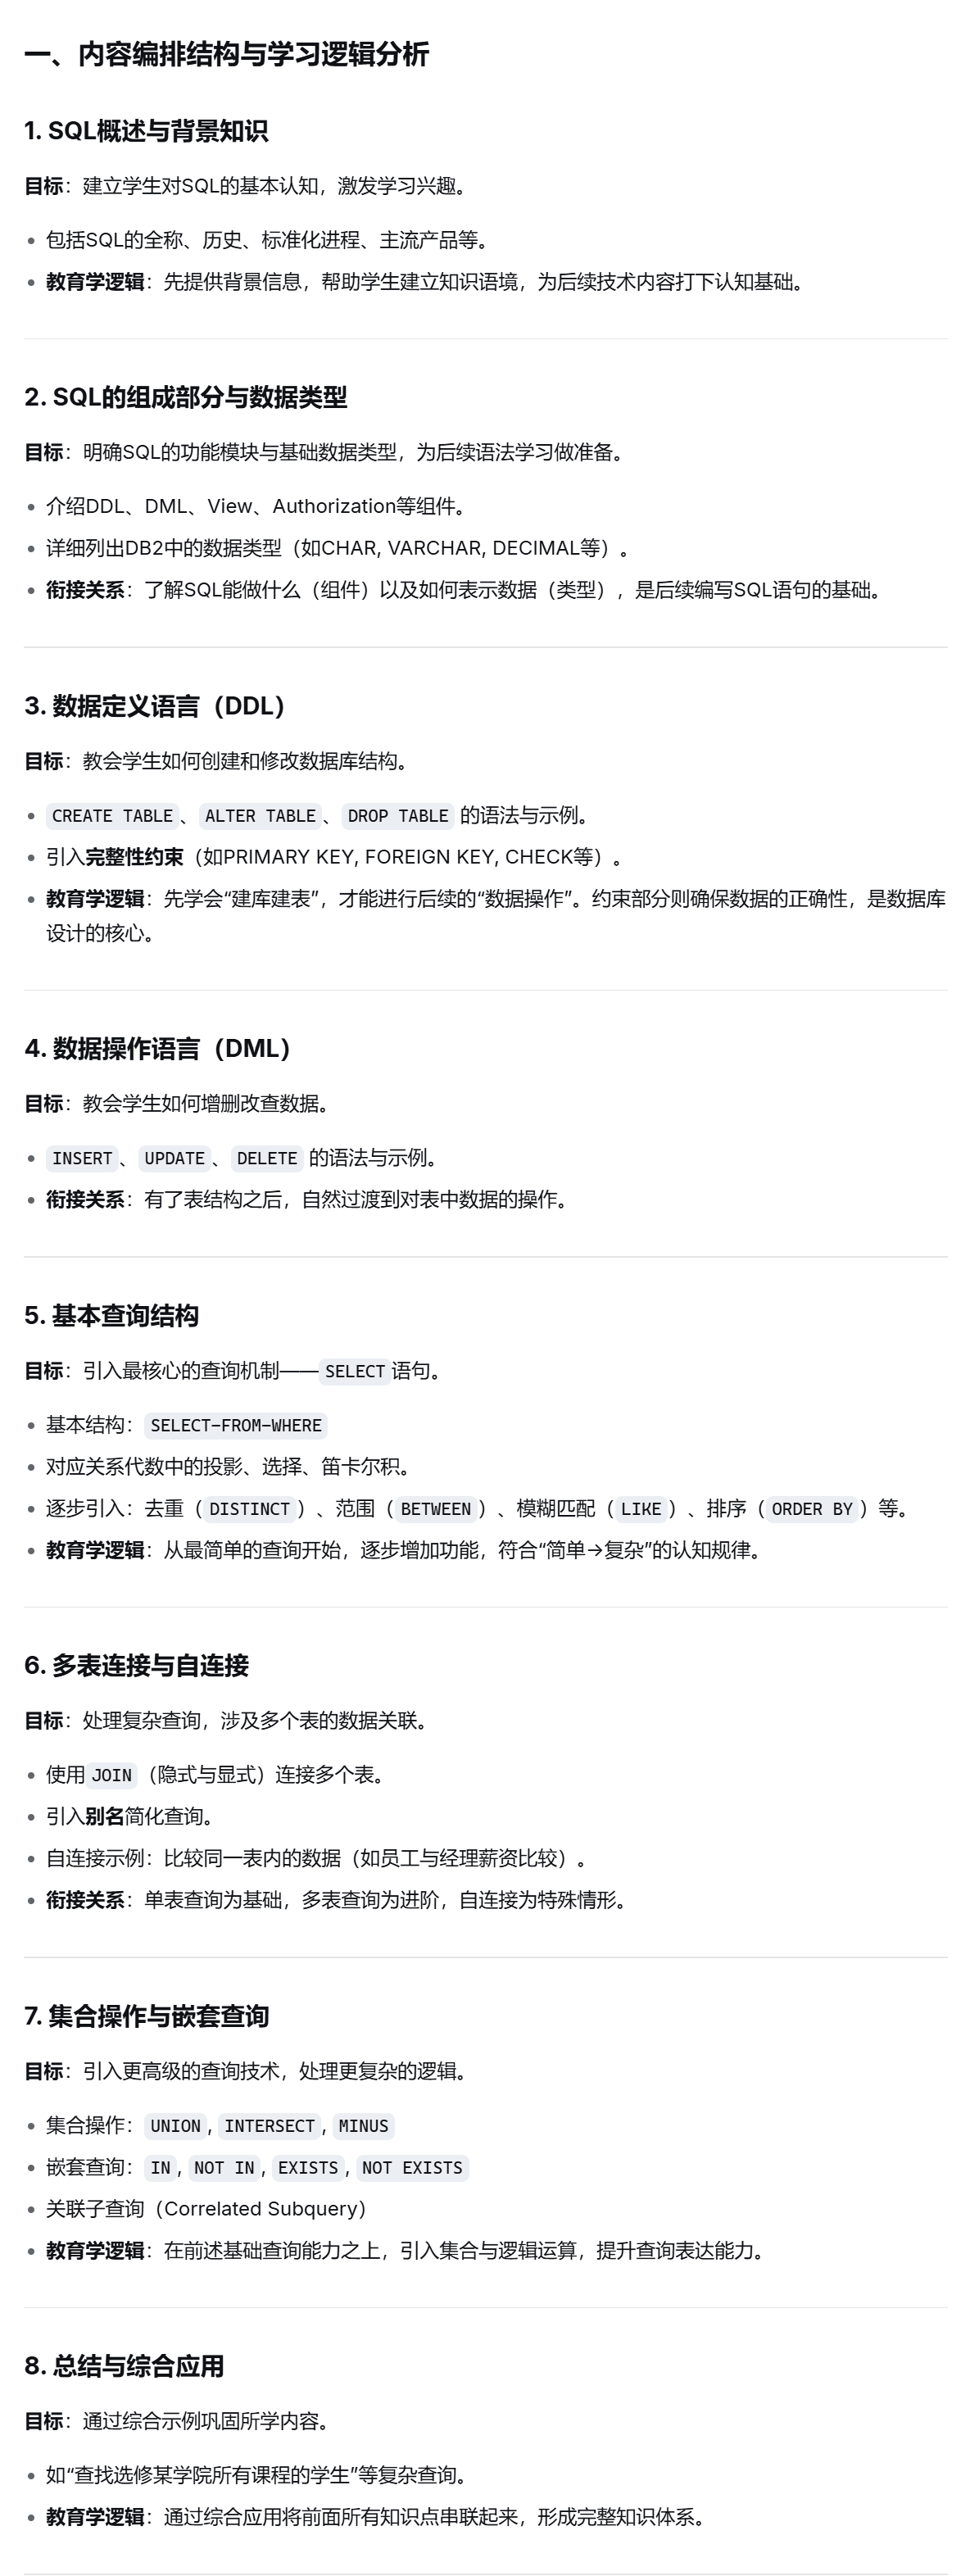 一、内容编排结构与学习逻辑分析
1. SQL概述与背景知识
目标：建立学生对SQL的基本认知，激发学习兴趣。
• 包括SQL的全称、历史、标准化进程、主流产品等。
• 教育学逻辑：先提供背景信息，帮助学生建立知识语境，为后续技术内容打下认知基础。
2. SQL的组成部分与数据类型
目标：明确SQL的功能模块与基础数据类型，为后续语法学习做准备。
• 介绍DDL、DML、View、Authorization等组件。
• 详细列出DB2中的数据类型（如CHAR, VARCHAR, DECIMAL等）。
• 衔接关系：了解SQL能做什么（组件）以及如何表示数据（类型），是后续编写SQL语句的基础。
3. 数据定义语言（DDL）
目标：教会学生如何创建和修改数据库结构。
• CREATE TABLE、ALTER TABLE、DROP TABLE 的语法与示例。
• 引入完整性约束（如PRIMARY KEY, FOREIGN KEY, CHECK等）。
• 教育学逻辑：先学会“建库建表”，才能进行后续的“数据操作”。约束部分则确保数据的正确性，是数据库
设计的核心。
4. 数据操作语言（DML）
目标：教会学生如何增删改查数据。
• INSERT、UPDATE、DELETE 的语法与示例。
• 衔接关系：有了表结构之后，自然过渡到对表中数据的操作。
5. 基本查询结构
目标：引入最核心的查询机制——SELECT语句。
• 基本结构：SELECT-FROM-WHERE
• 对应关系代数中的投影、选择、笛卡尔积。
• 逐步引入：去重（DISTINCT）、范围（BETWEEN）、模糊匹配（LIKE）、排序（ORDER BY）等。
• 教育学逻辑：从最简单的查询开始，逐步增加功能，符合“简单→复杂”的认知规律。
6. 多表连接与自连接
目标：处理复杂查询，涉及多个表的数据关联。
• 使用JOIN（隐式与显式）连接多个表。
• 引入别名简化查询。
• 自连接示例：比较同一表内的数据（如员工与经理薪资比较）。
• 衔接关系：单表查询为基础，多表查询为进阶，自连接为特殊情形。
7. 集合操作与嵌套查询
目标：引入更高级的查询技术，处理更复杂的逻辑。
• 集合操作：UNION, INTERSECT, MINUS
• 嵌套查询：IN, NOT IN, EXISTS, NOT EXISTS
• 关联子查询（Correlated Subquery）
• 教育学逻辑：在前述基础查询能力之上，引入集合与逻辑运算，提升查询表达能力。
8. 总结与综合应用
目标：通过综合示例巩固所学内容。
• 如“查找选修某学院所有课程的学生”等复杂查询。
• 教育学逻辑：通过综合应用将前面所有知识点串联起来，形成完整知识体系。